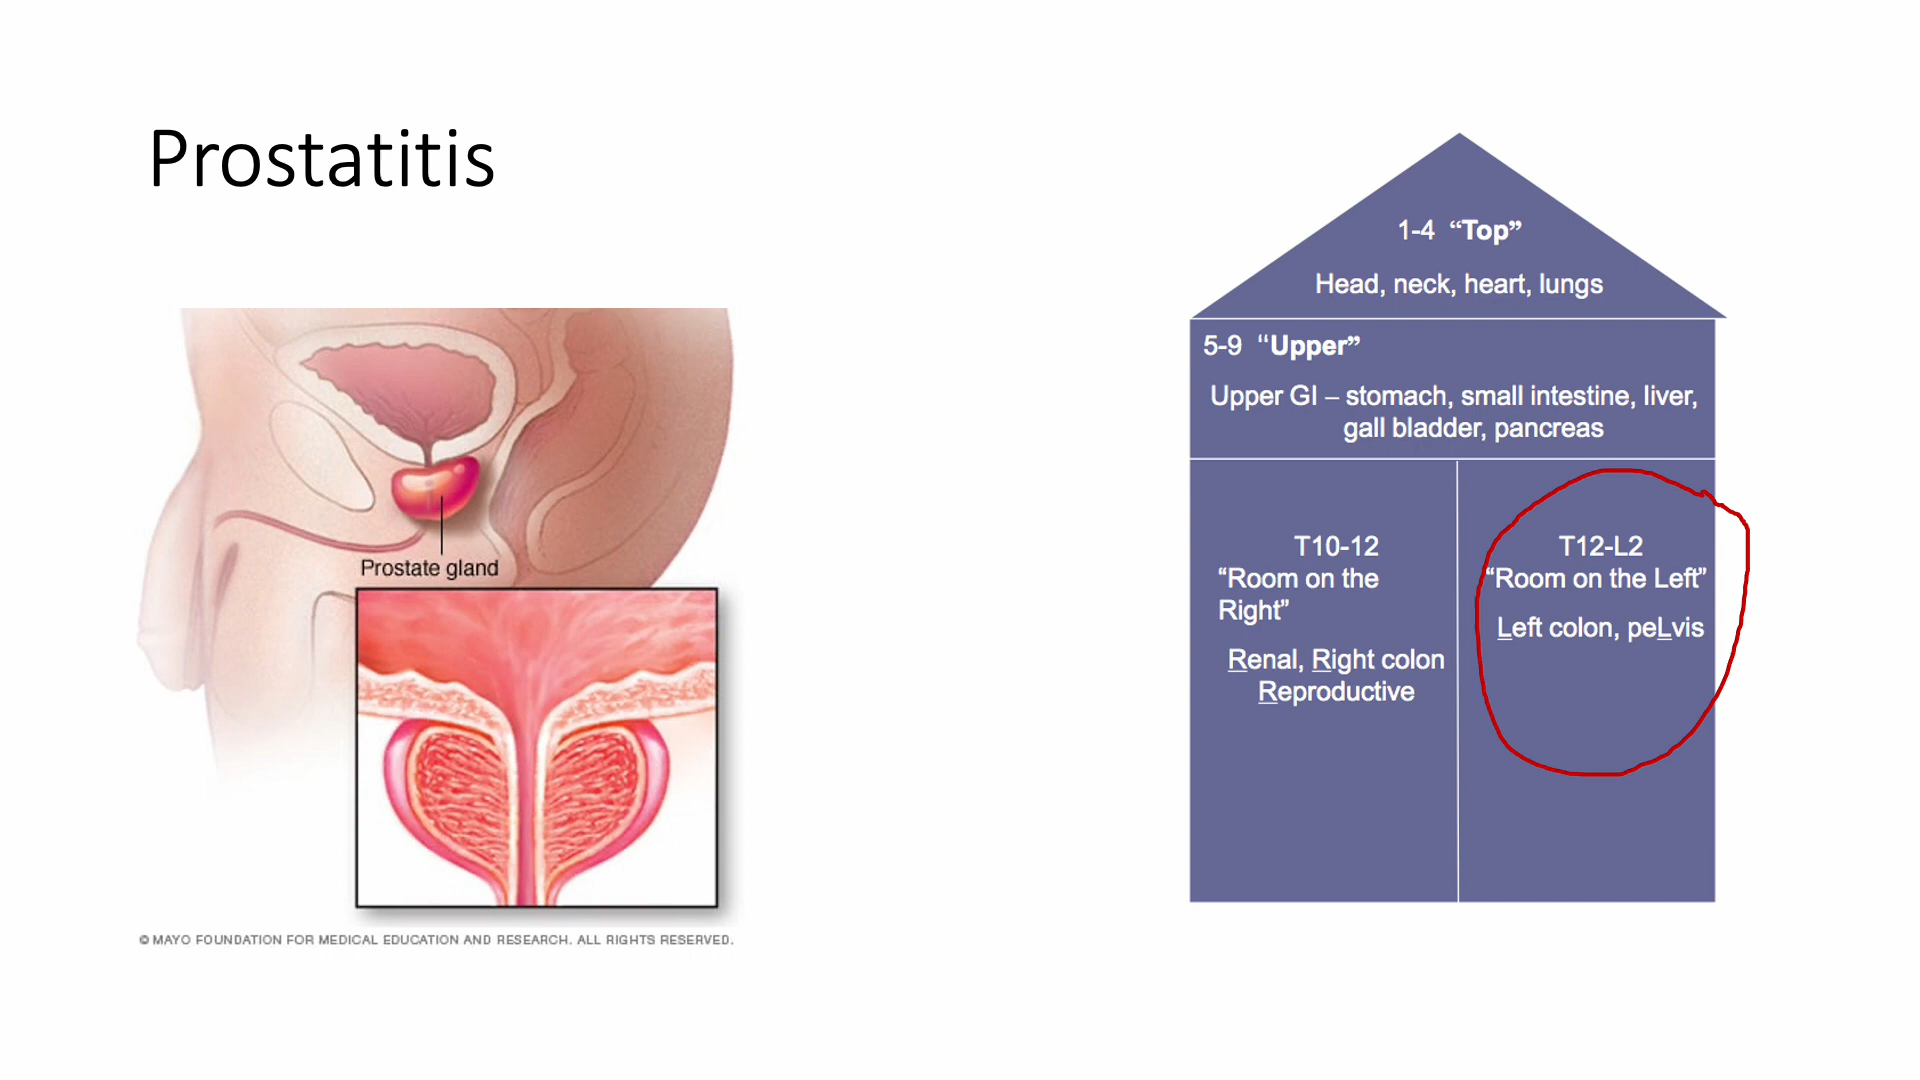 Prostatitis
Prostate gland
© MAYO FOUNDATION FOR MEDICAL EDUCATION AND RESEARCH. ALL RIGHTS RESERVED.
1-4 “Top”
Head, neck, heart, lungs
5-9 “Upper”
Upper GI – stomach, small intestine, liver,
gall bladder, pancreas
T10-12
“Room on the
Right”
Renal, Right colon
Reproductive
T12-L2
“Room on the Left”
Left colon, peLvis